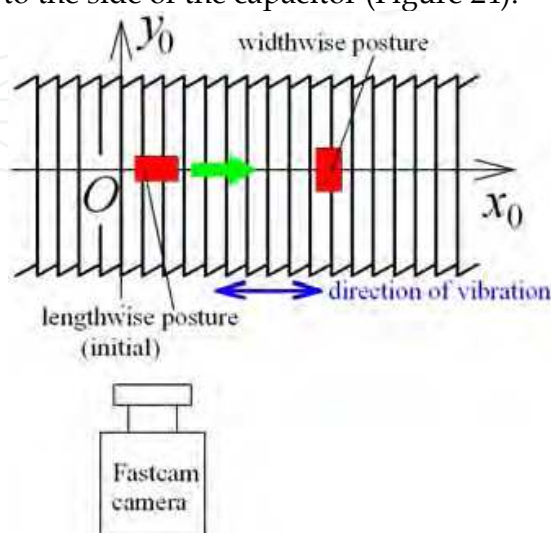 to the side of the capacitor (Figure 21).
y0
widthwise posture
O
x0
direction of vibration
lengthwise posture
(initial)
Fastcam
camera